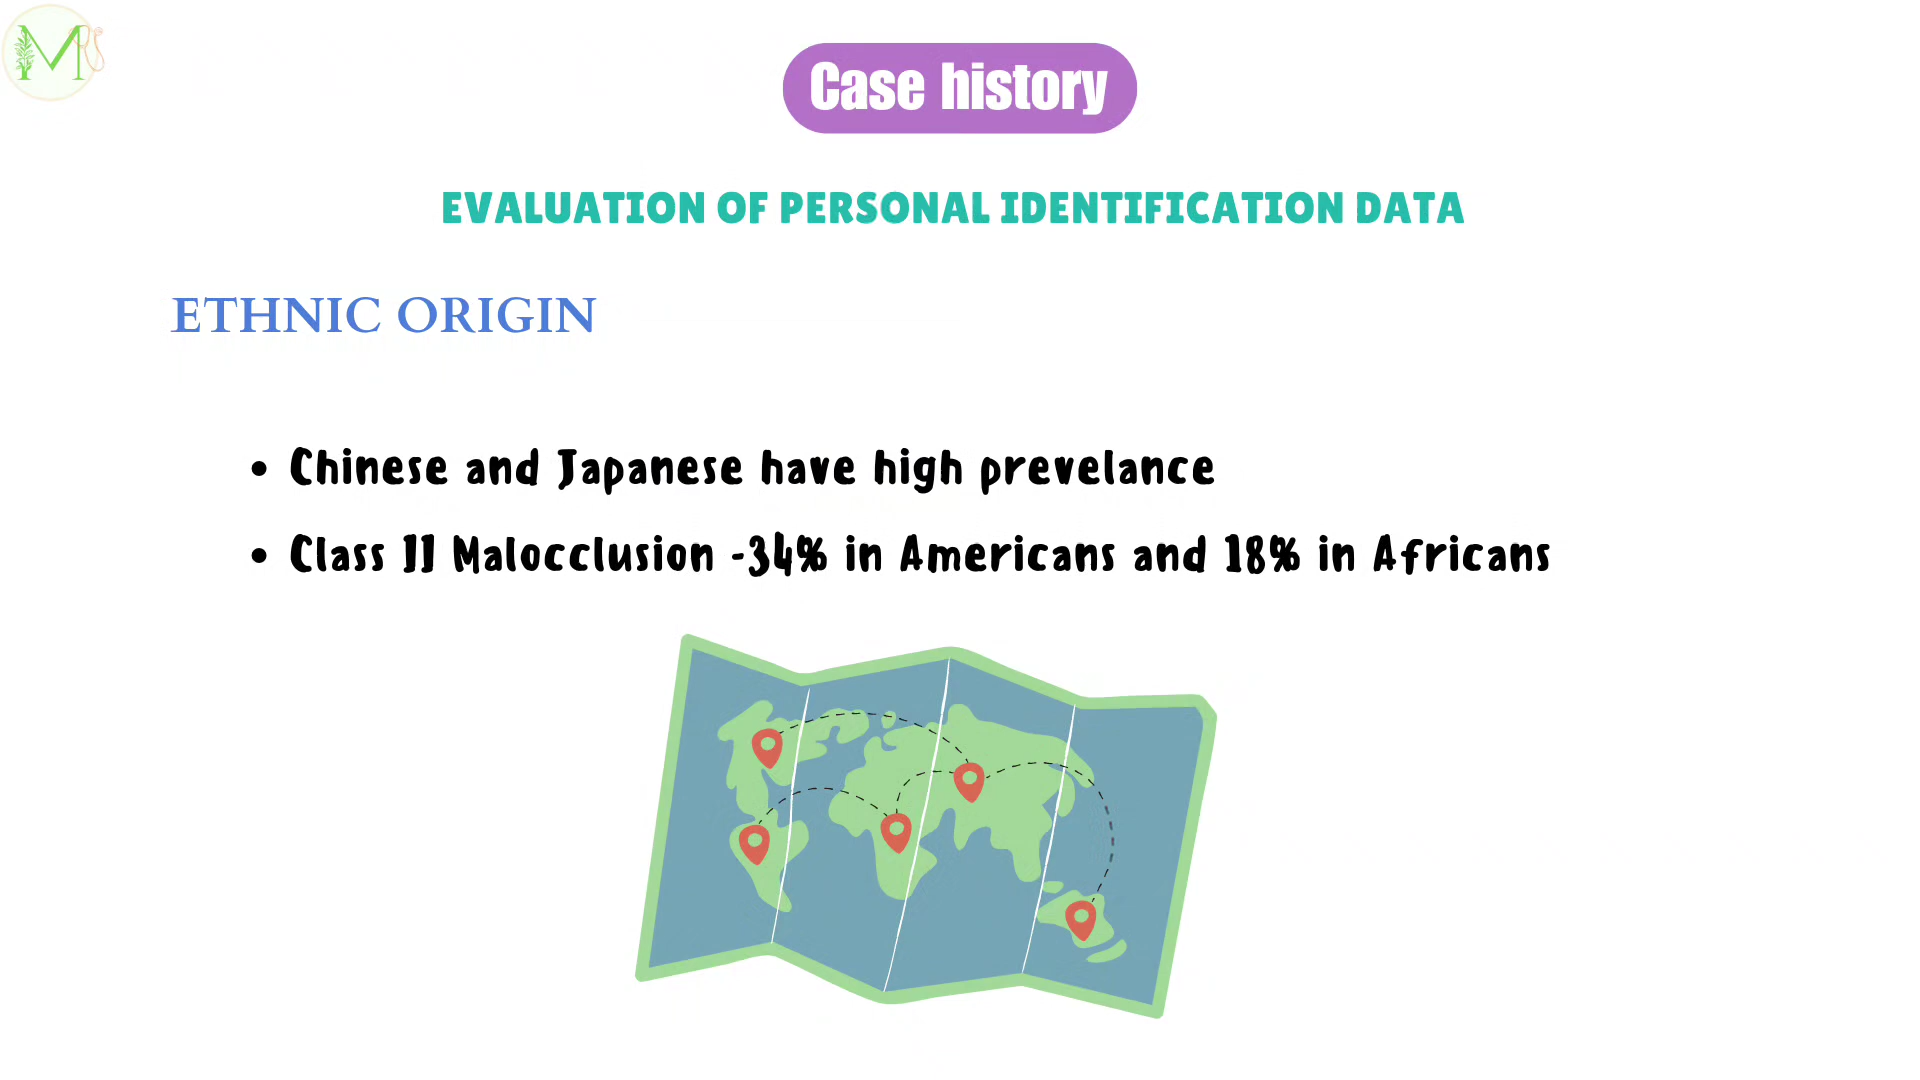 M
Case history
EVALUATION OF PERSONAL IDENTIFICATION DATA
ETHNIC ORIGIN
• Chinese and Japanese have high prevelance
• Class II Malocclusion -34% in Americans and 18% in Africans